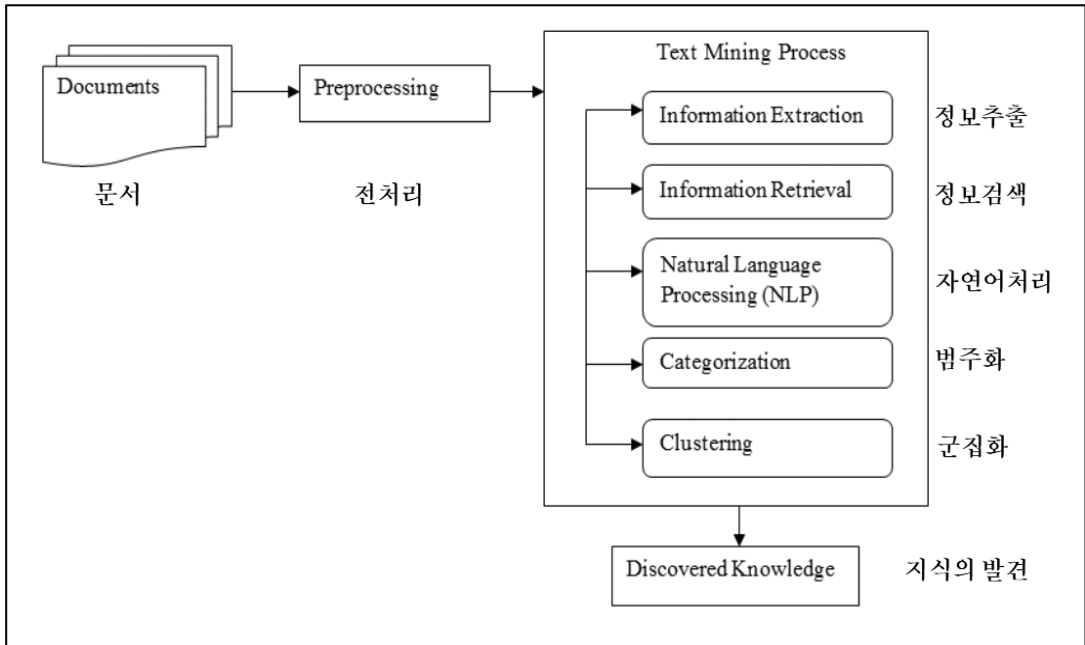 Text Mining Process
Documents
Preprocessing
Information Extraction
정보추출
문서
전처리
Information Retrieval
정보검색
Natural Language
Processing (NLP)
자연어처리
Categorization
범주화
Clustering
군집화
Discovered Knowledge
지식의 발견